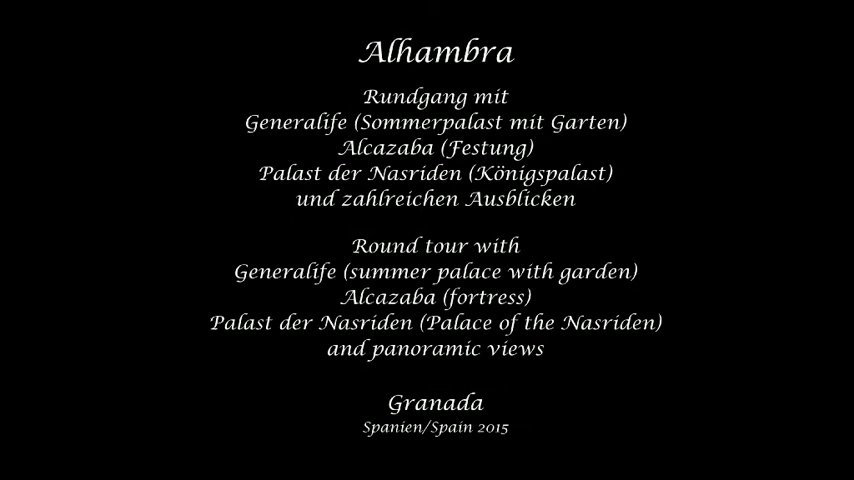 Alhambra
Rundgang mit
Generalife (Sommerpalast mit Garten)
Alcazaba (Festung)
Palast der Nasriden (Königspalast)
und zahlreichen Ausblicken
Round tour with
Generalife (summer palace with garden)
Alcazaba (fortress)
Palast der Nasriden (Palace of the Nasriden)
and panoramic views
Granada
Spanien/Spain 2015